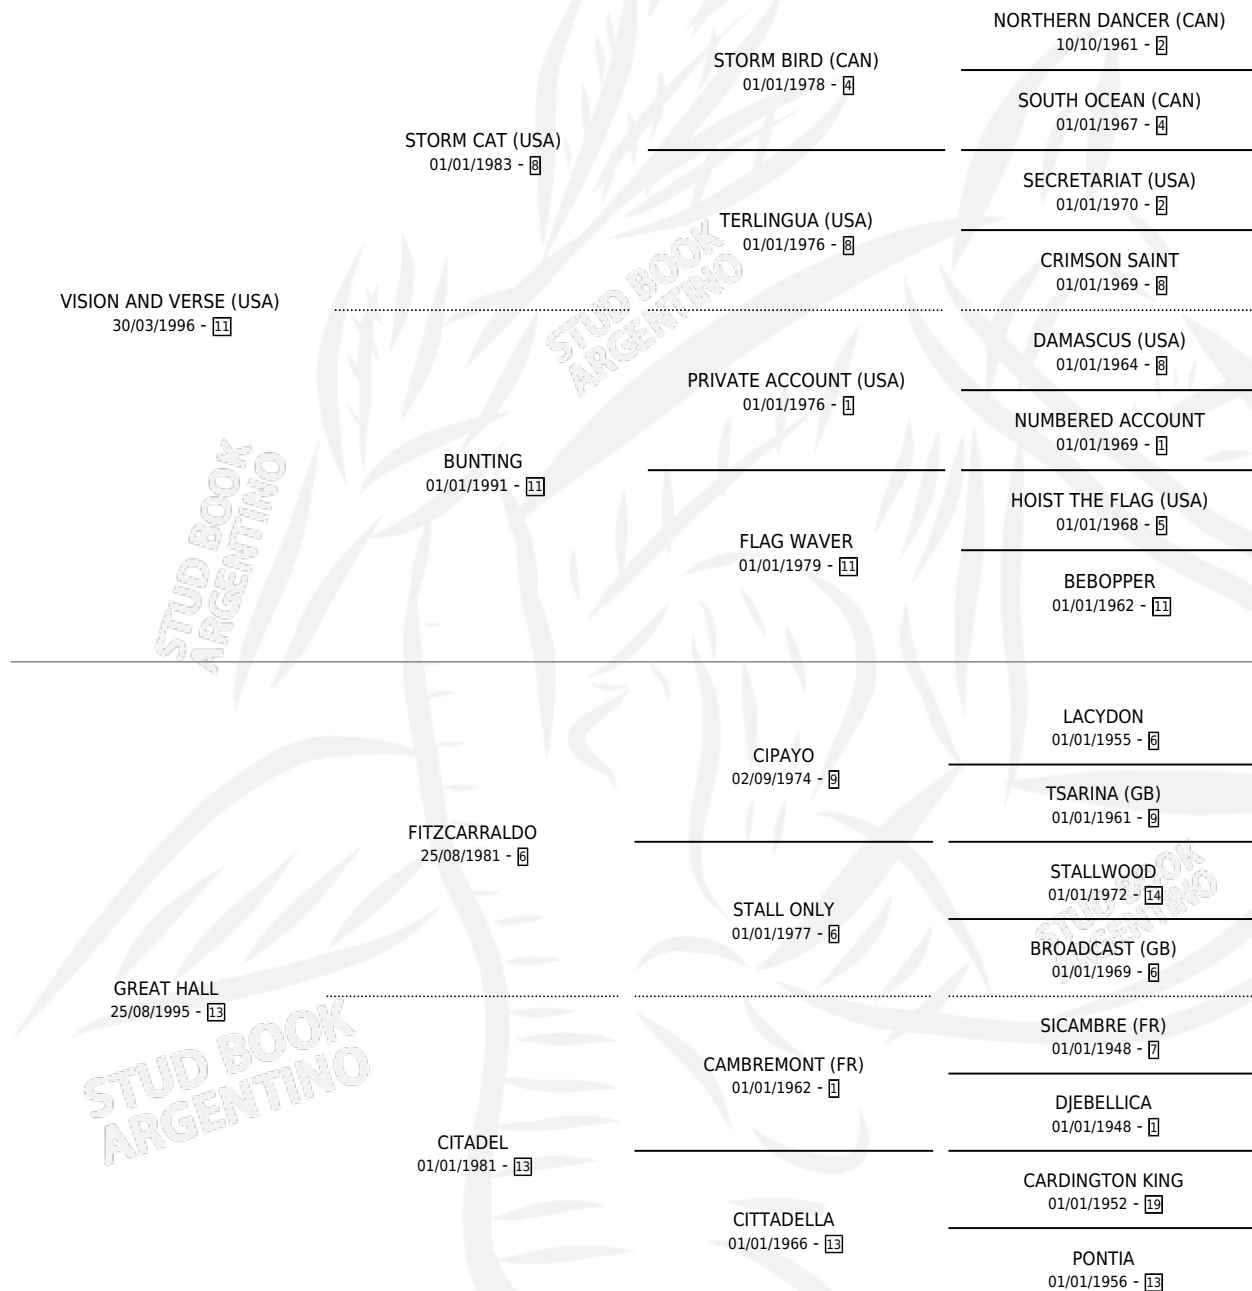 NORTHERN DANCER (CAN)
10/10/1961 - 2
STORM BIRD (CAN)
01/01/1978 - 4
SOUTH OCEAN (CAN)
01/01/1967 - 4
STORM CAT (USA)
01/01/1983 - 8
SECRETARIAT (USA)
01/01/1970 - 2
TERLINGUA (USA)
01/01/1976 - 8
CRIMSON SAINT
01/01/1969 - 8
VISION AND VERSE (USA)
30/03/1996 - 11
DAMASCUS (USA)
01/01/1964 - 8
PRIVATE ACCOUNT (USA)
01/01/1976 - 1
NUMBERED ACCOUNT
01/01/1969 - 1
BUNTING
01/01/1991 - 11
HOIST THE FLAG (USA)
01/01/1968 - 5
FLAG WAVER
01/01/1979 - 11
BEBOPPER
01/01/1962 - 11
LACYDON
01/01/1955 - 6
CIPAYO
02/09/1974 - 9
TSARINA (GB)
01/01/1961 - 9
FITZCARRALDO
25/08/1981 - 6
STALLWOOD
01/01/1972 - 14
STALL ONLY
01/01/1977 - 6
BROADCAST (GB)
01/01/1969 - 6
GREAT HALL
25/08/1995 - 13
SICAMBRE (FR)
01/01/1948 - 7
CAMBREMONT (FR)
01/01/1962 - 1
DJEBELLICA
01/01/1948 - 1
CITADEL
01/01/1981 - 13
CARDINGTON KING
01/01/1952 - 19
CITTADELLA
01/01/1966 - 13
PONTIA
01/01/1956 - 13
STUD BOOK
ARGENTINO
STUD BOOK
ARGENTINO
STUD BOOK
ARGENTINO
STUD BOOK
ARGENTINO